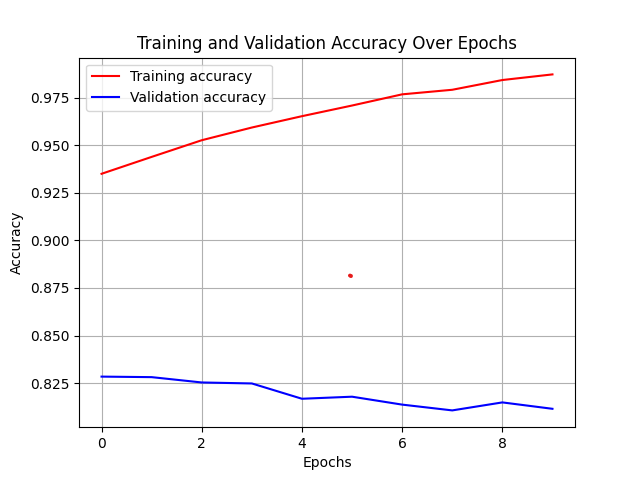 Training and Validation Accuracy Over Epochs
Training accuracy
Validation accuracy
Accuracy
0.975
0.950
0.925
0.900
0.875
0.850
0.825
0 2 4 6 8
Epochs